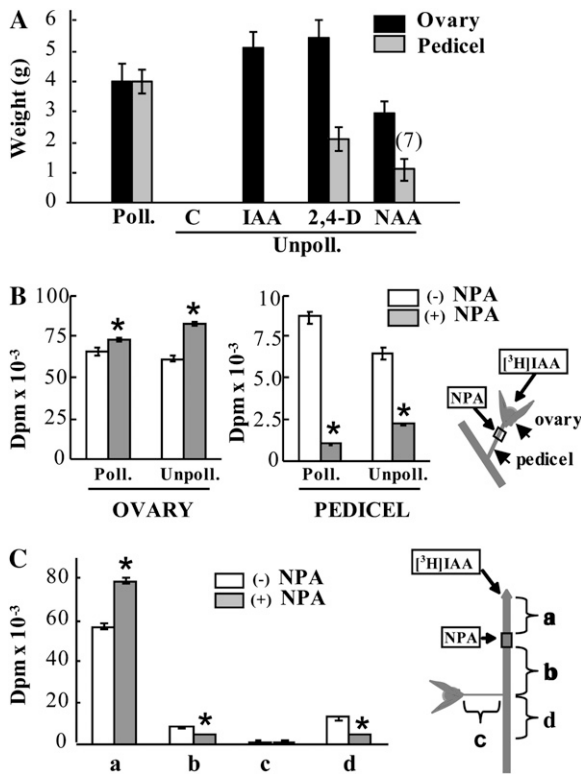 A
Weight (g)
6
5
4
3
2
1
0
Ovary
Pedicel
(7)
Poll. C IAA 2,4-D NAA
Unpoll.
B
Dpm x 10-3
100
75
50
25
0
* *
Poll. Unpoll.
OVARY
Dpm x 10-3
10
7.5
5.0
2.5
0
* *
Poll. Unpoll.
PEDICEL
(-) NPA
(+) NPA
[³H]IAA
NPA
ovary
pedicel
C
Dpm x 10-3
80
60
40
20
0
* * *
(-) NPA
(+) NPA
a b c d
[³H]IAA
NPA
a
b
c
d